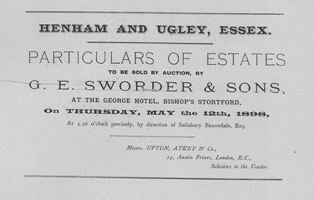 HENHAM AND UGLEY, ESSEX.
PARTICULARS OF ESTATES
TO BE SOLD BY AUCTION, BY
G. E. SWORDER & SONS,
AT THE GEORGE HOTEL, BISHOP'S STORTFORD,
On THURSDAY, MAY the 12th, 1898,
At 4.30 o'clock precisely, by direction of Salisbury Baxendale, Esq.
Messrs. UPTON, ATKEY & Co.,
14, Austin Friars, London, E.C.,
Solicitors to the Vendor.